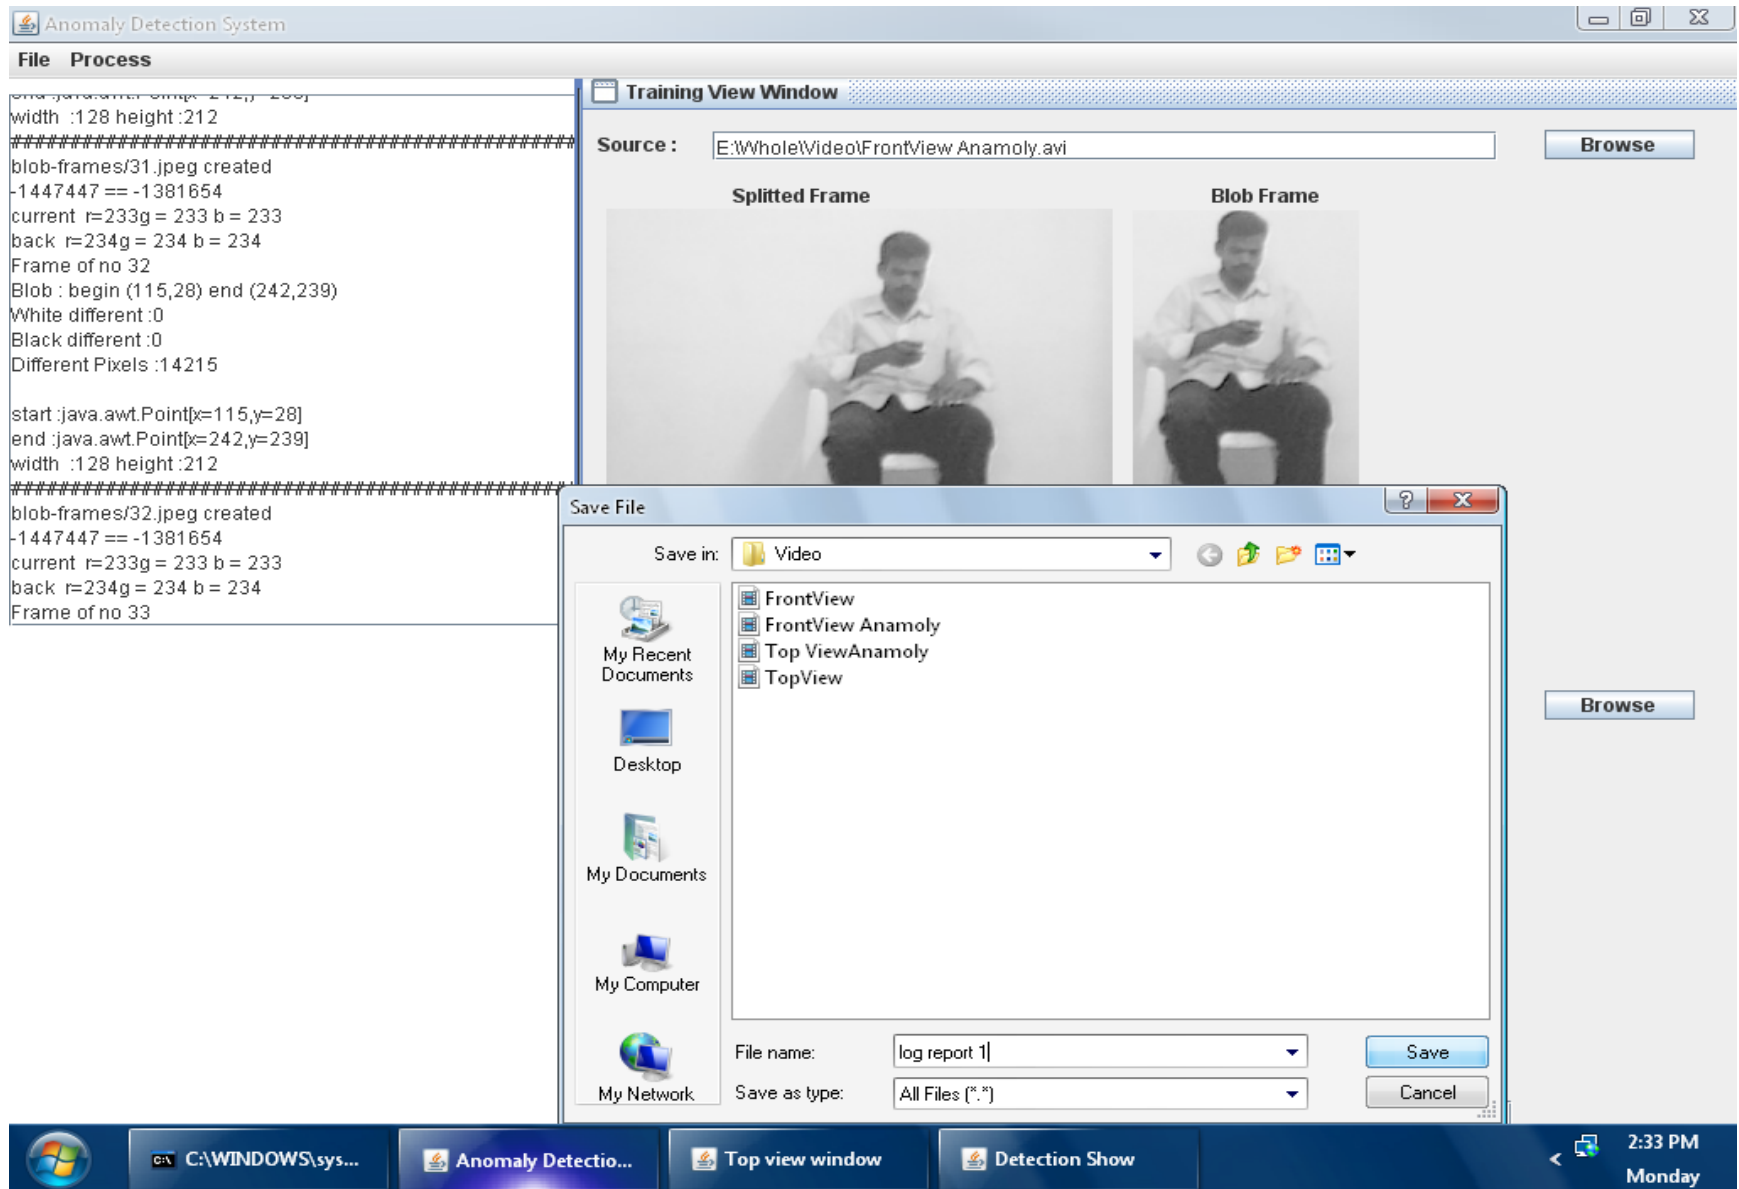 Anomaly Detection System
File Process
width :128 height :212
##################################################
blob-frames/31.jpeg created
-1447447 == -1381654
current r=233g = 233 b = 233
back r=234g = 234 b = 234
Frame of no 32
Blob : begin (115,28) end (242,239)
White different :0
Black different :0
Different Pixels :14215
start :java.awt.Point[x=115,y=28]
end :java.awt.Point[x=242,y=239]
width :128 height :212
##################################################
blob-frames/32.jpeg created
-1447447 == -1381654
current r=233g = 233 b = 233
back r=234g = 234 b = 234
Frame of no 33
Training View Window
Source : E:\Whole\Video\FrontView Anamoly.avi Browse
Splitted Frame Blob Frame
Browse
Save File
Save in: Video
My Recent
Documents
Desktop
My Documents
My Computer
My Network
FrontView
FrontView Anamoly
Top ViewAnamoly
TopView
File name: log report 1 Save
Save as type: All Files (*.*) Cancel
C:\WINDOWS\sys... Anomaly Detectio... Top view window Detection Show < 2:33 PM
Monday